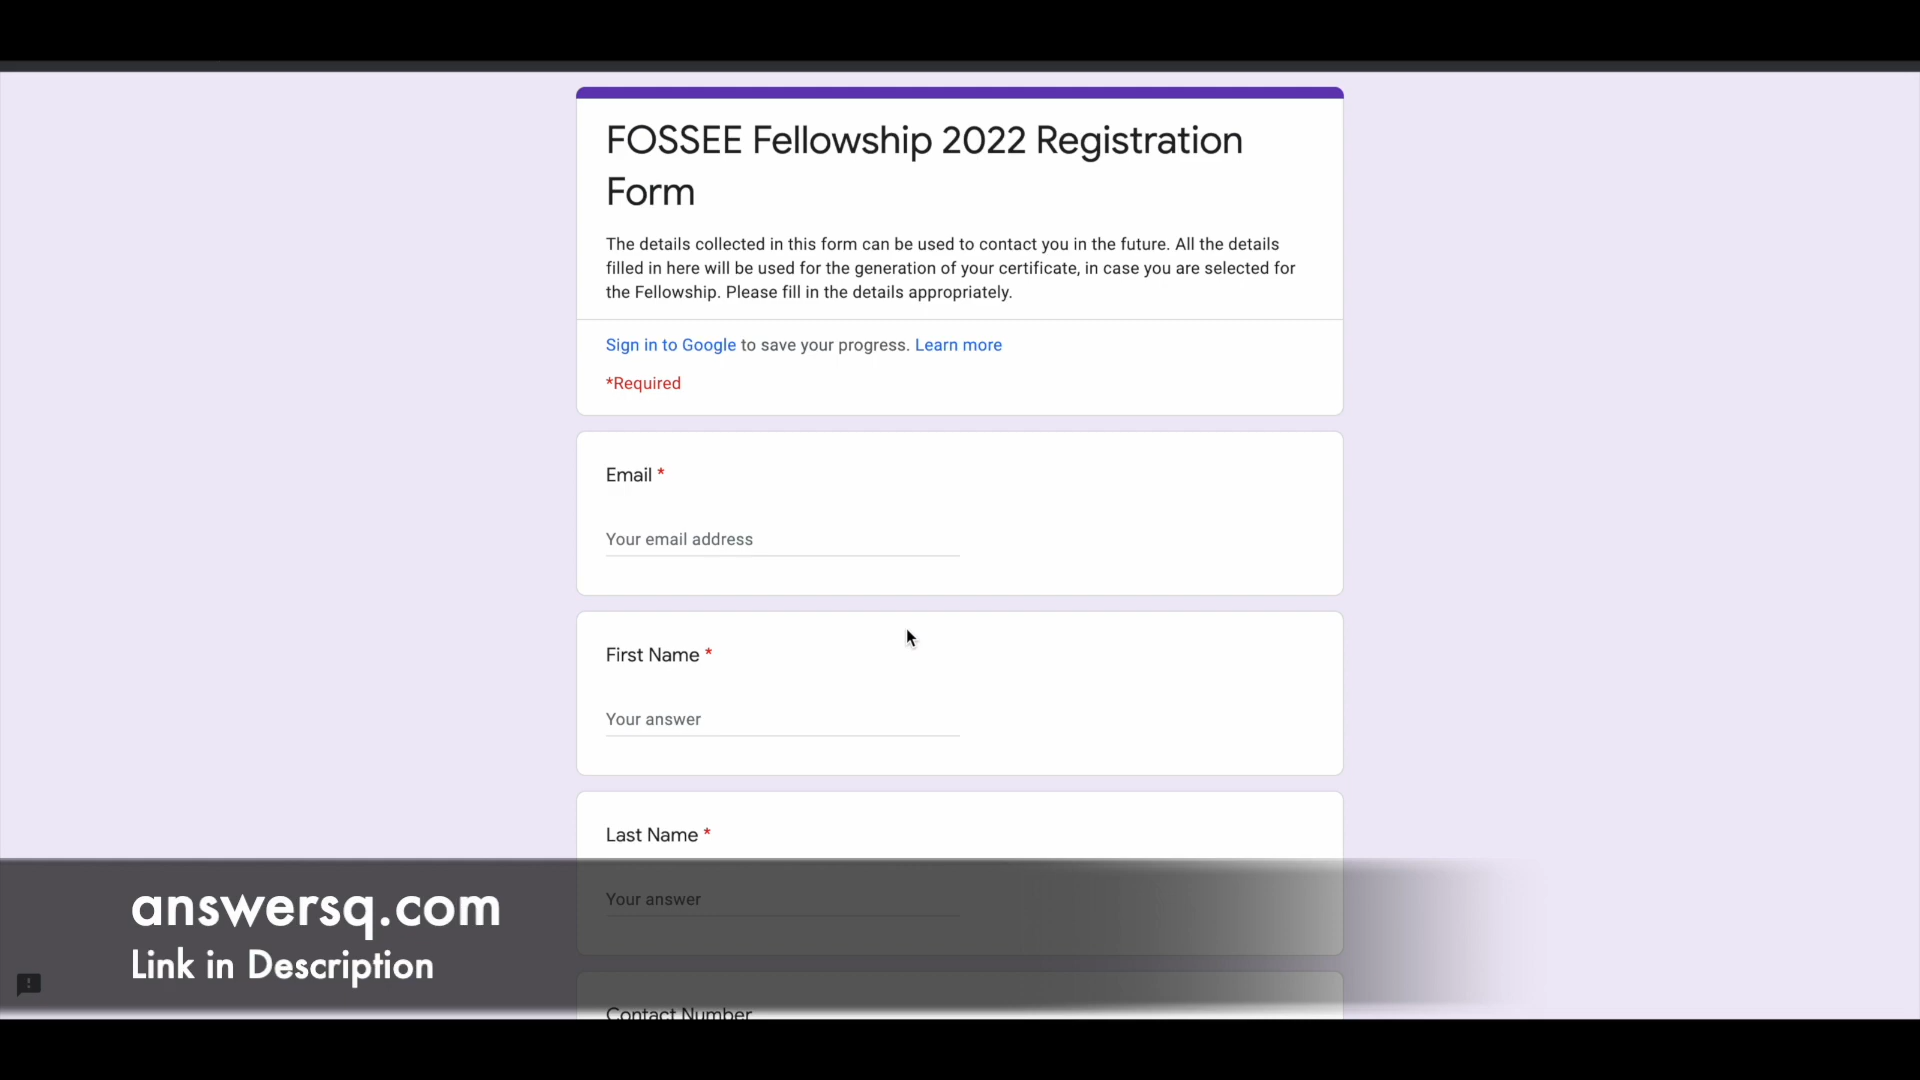 FOSSEE Fellowship 2022 Registration
Form
The details collected in this form can be used to contact you in the future. All the details
filled in here will be used for the generation of your certificate, in case you are selected for
the Fellowship. Please fill in the details appropriately.
Sign in to Google to save your progress. Learn more
*Required
Email *
Your email address
First Name *
Your answer
Last Name *
Your answer
answersq.com
Link in Description
Contact Number